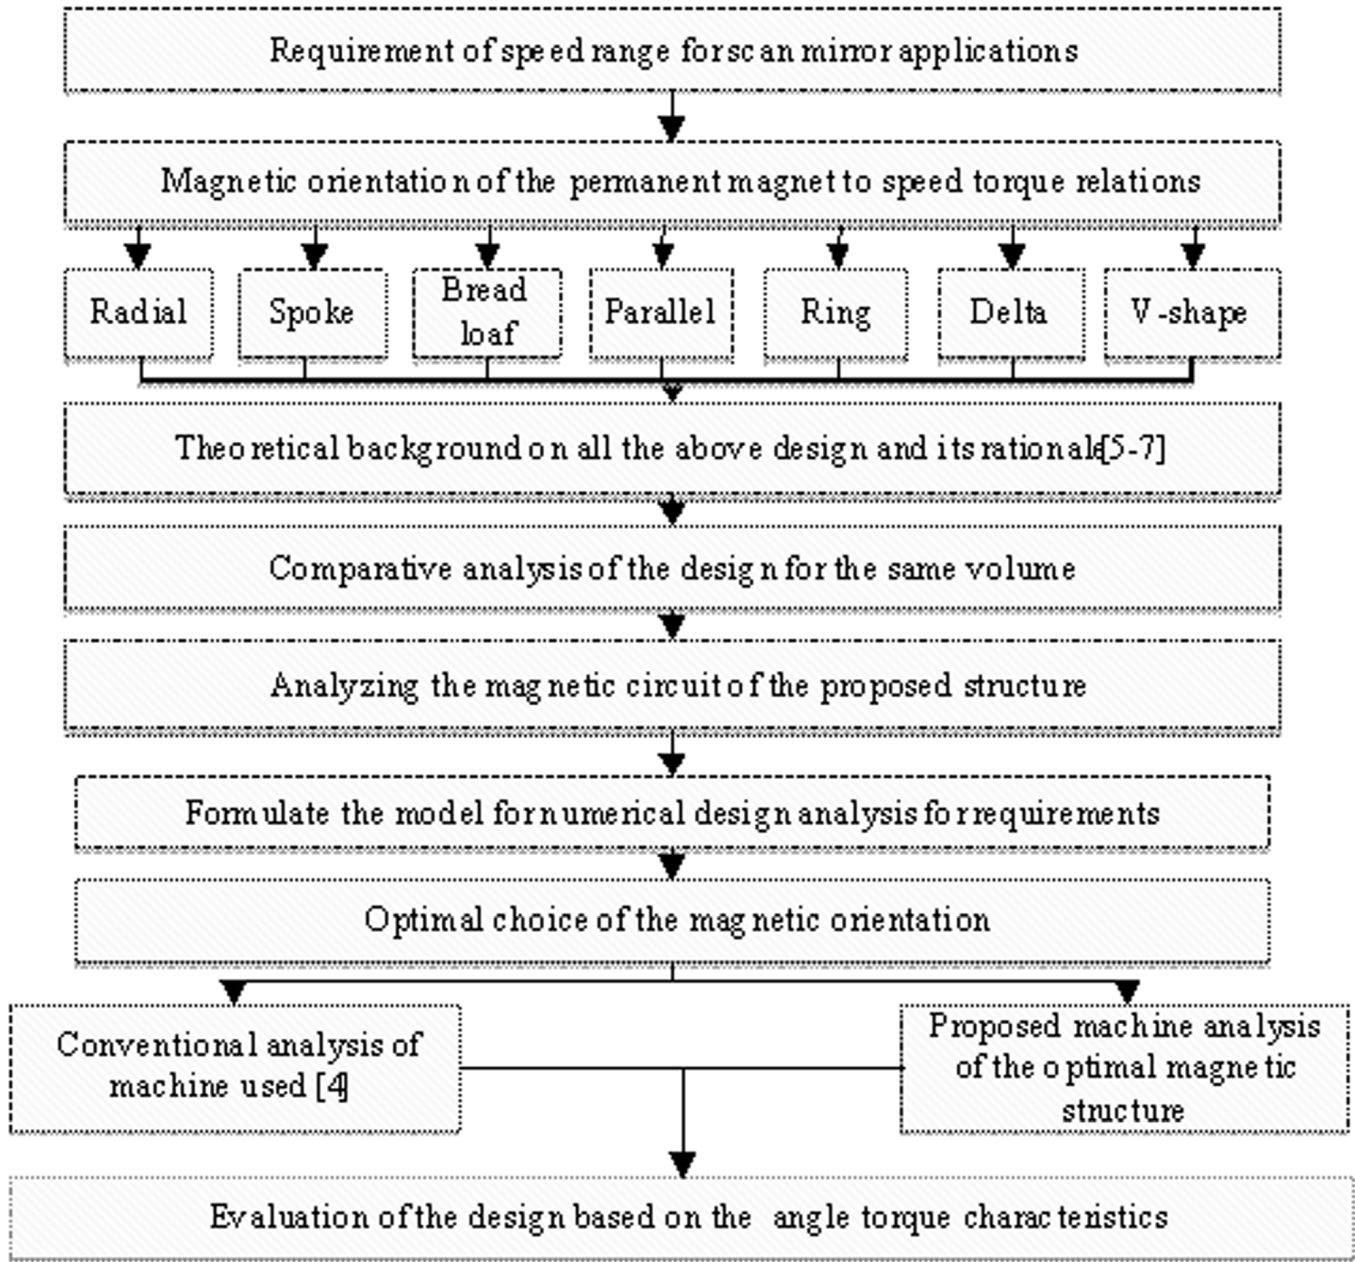 Requirement of speed range for scan mirror applications
Magnetic orientation of the permanent magnet to speed torque relations
Radial
Spoke
Bread
loaf
Parallel
Ring
Delta
V-shape
Theoretical background on all the above design and its rationale[5-7]
Comparative analysis of the design for the same volume
Analyzing the magnetic circuit of the proposed structure
Formulate the model for numerical design analysis for requirements
Optimal choice of the magnetic orientation
Conventional analysis of
machine used [4]
Proposed machine analysis
of the optimal magnetic
structure
Evaluation of the design based on the angle torque characteristics